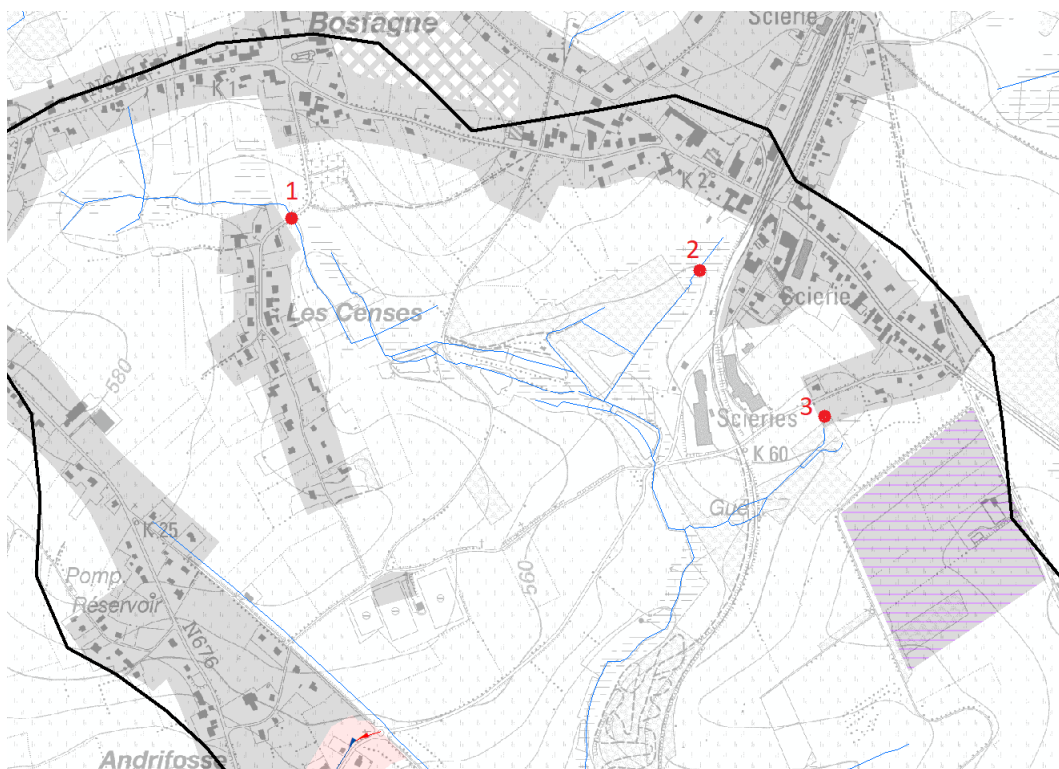 Bosfagne
Scierie
K 1
K 2
1
2
Les Censes
Scierie
580
3
Scieries
K 60
Gué
K 25
Pomp.
Réservoir
560
N676
Andrifosse